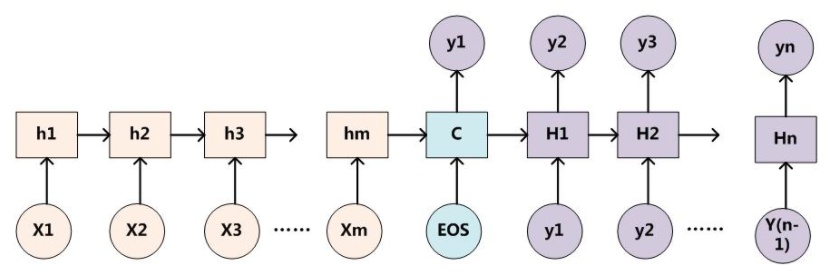 y1 y2 y3 yn
h1 h2 h3 hm C H1 H2 Hn
X1 X2 X3 ...... Xm EOS y1 y2 ...... Y(n-
1)